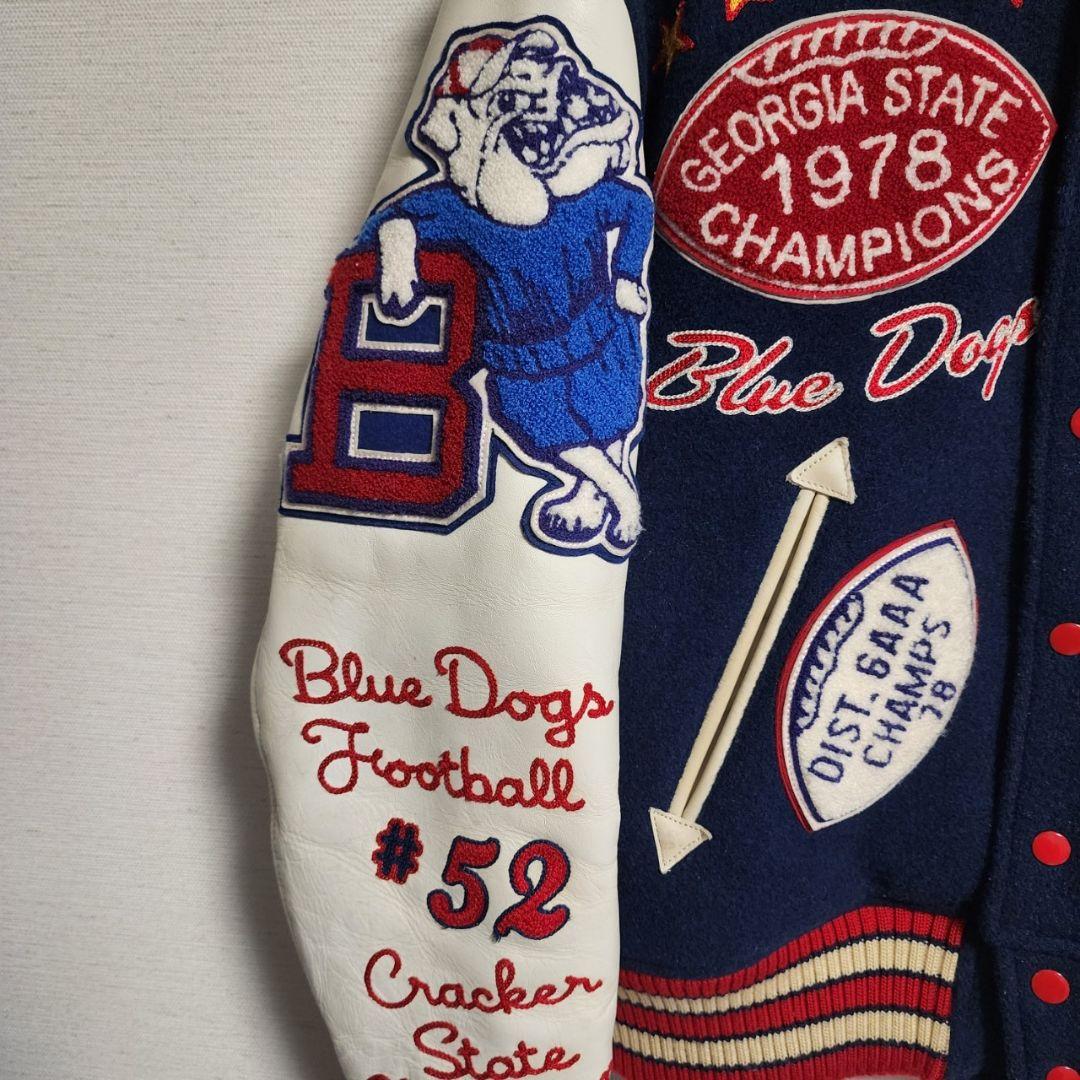 GEORGIA STATE
1978
CHAMPIONS
Blue Dogs
B
DIST. 6AAA
CHAMPS
78
Blue Dogs
Football
#52
Cracker
State